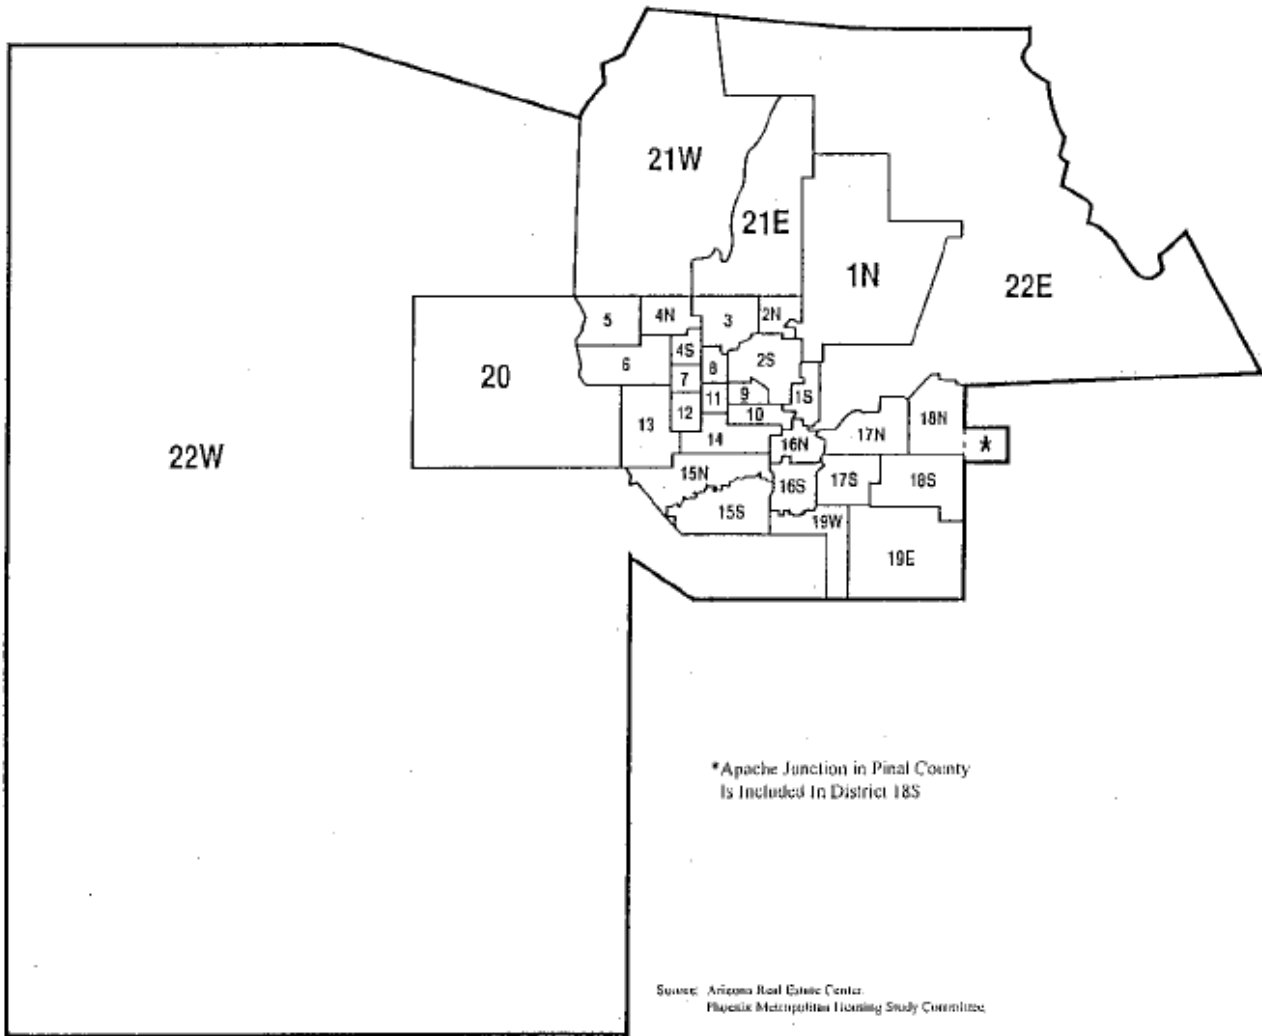 21W
21E
1N
22E
5
4N
3
2N
4S
6
8
2S
20
7
9
1S
11
12
10
18N
13
17N
14
16N
*
22W
15N
17S
16S
18S
15S
19W
19E
*Apache Junction in Pinal County
Is Included In District 18S
Source: Arizona Real Estate Center.
Phoenix Metropolitan Housing Study Committee.